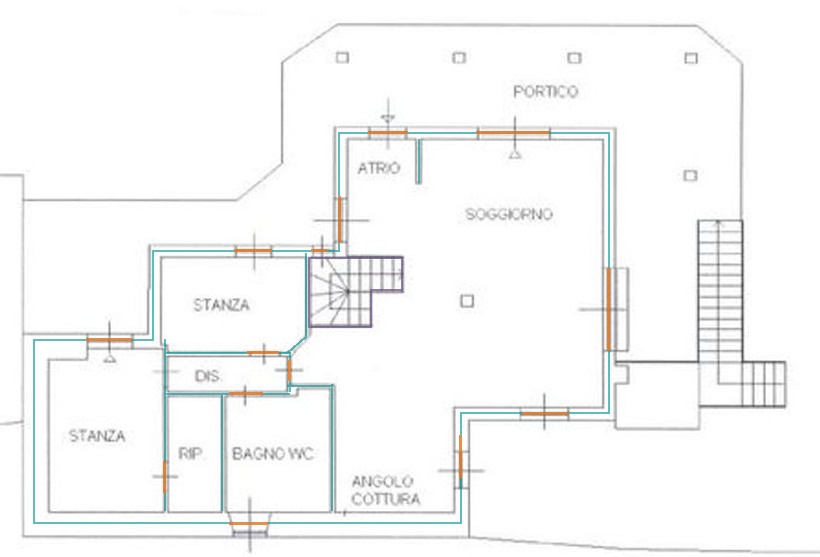 PORTICO
ATRIO
SOGGIORNO
STANZA
DIS.
STANZA
RIP.
BAGNO WC
ANGOLO
COTTURA